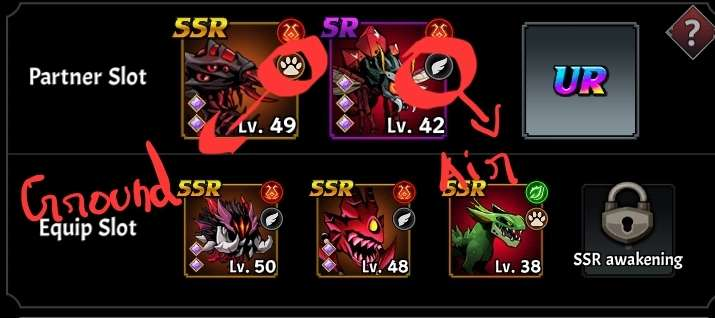 SSR SR ?
Partner Slot UR
Lv. 49 Lv. 42
Ground Air
SSR SSR SSR
Equip Slot
Lv. 50 Lv. 48 Lv. 38 SSR awakening